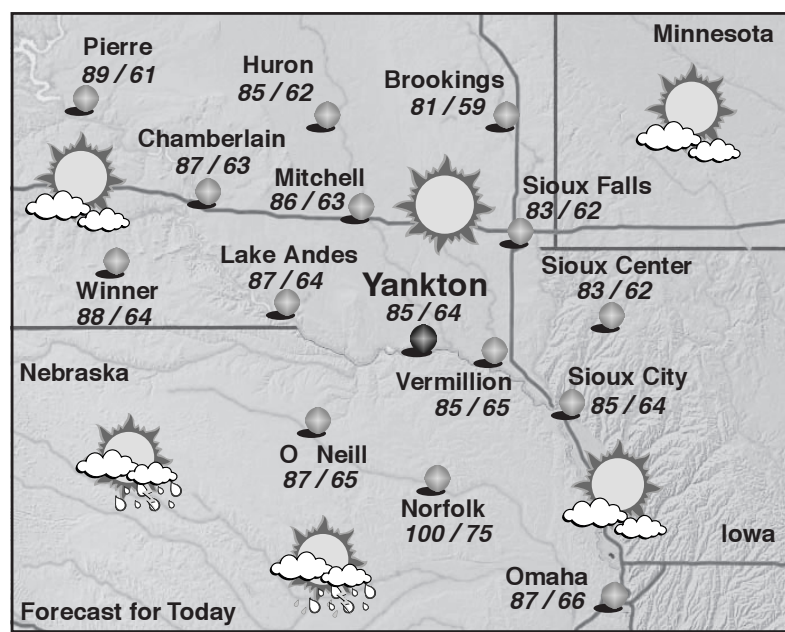 Minnesota
Pierre
89 / 61
Huron
85 / 62
Brookings
81 / 59
Chamberlain
87 / 63
Mitchell
86 / 63
Sioux Falls
83 / 62
Lake Andes
87 / 64
Sioux Center
83 / 62
Winner
88 / 64
Yankton
85 / 64
Nebraska
Vermillion
85 / 65
Sioux City
85 / 64
O Neill
87 / 65
Norfolk
100 / 75
Iowa
Omaha
87 / 66
Forecast for Today